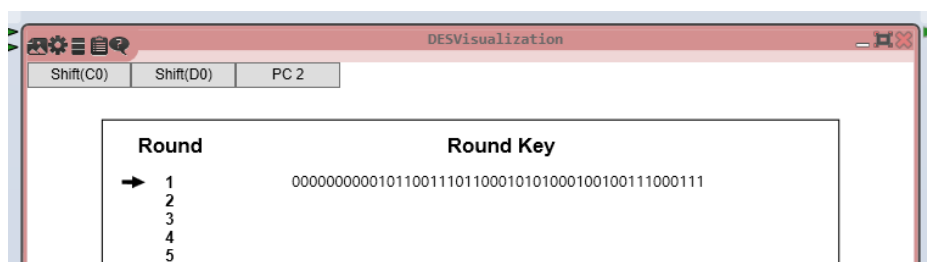 DESVisualization
Shift(C0) Shift(D0) PC 2
Round Round Key
1 000000000010110011101100010101000100100111000111
2
3
4
5